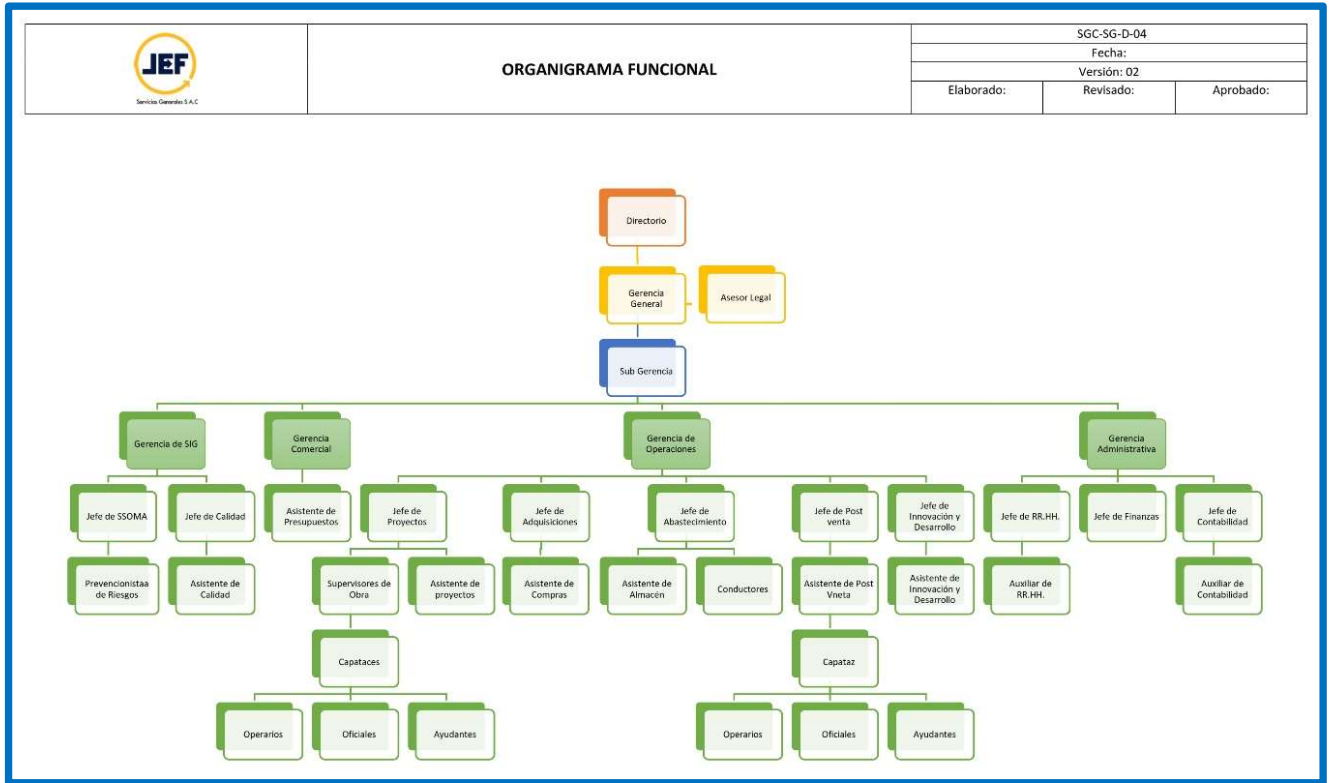 JEF
Servicios Generales S.A.C
ORGANIGRAMA FUNCIONAL
SGC-SG-D-04
Fecha:
Versión: 02
Elaborado:
Revisado:
Aprobado:
Directorio
Gerencia
General
Asesor Legal
Sub Gerencia
Gerencia de SIG
Gerencia
Comercial
Gerencia de
Operaciones
Gerencia
Administrativa
Jefe de SSOMA
Jefe de Calidad
Asistente de
Presupuestos
Jefe de
Proyectos
Jefe de
Adquisiciones
Jefe de
Abastecimiento
Jefe de Post
venta
Jefe de
Innovación y
Desarrollo
Jefe de RR.HH.
Jefe de Finanzas
Jefe de
Contabilidad
Prevencionistaa
de Riesgos
Asistente de
Calidad
Supervisores de
Obra
Asistente de
proyectos
Asistente de
Compras
Asistente de
Almacén
Conductores
Asistente de Post
Vneta
Asistente de
Innovación y
Desarrollo
Auxiliar de
RR.HH.
Auxiliar de
Contabilidad
Capataces
Capataz
Operarios
Oficiales
Ayudantes
Operarios
Oficiales
Ayudantes